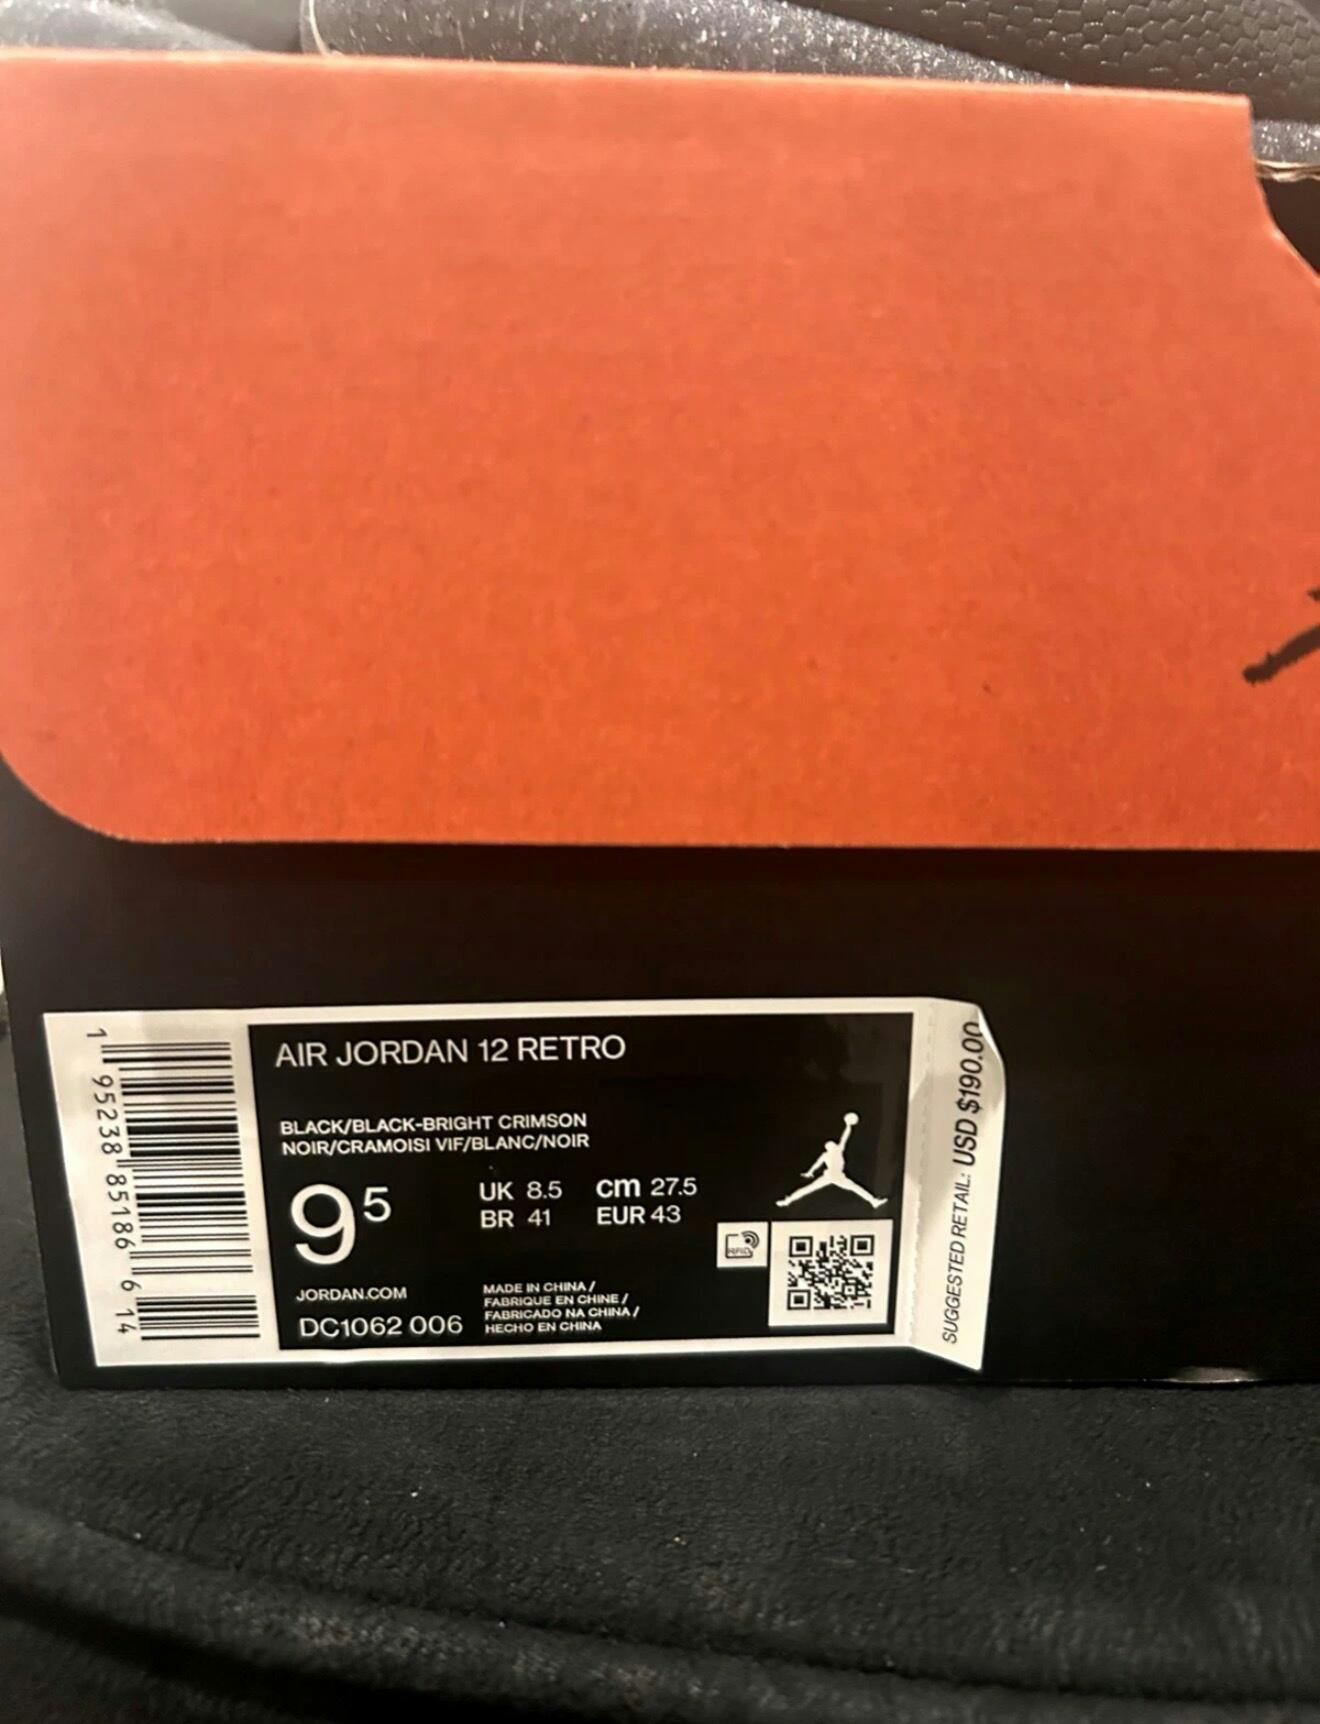 AIR JORDAN 12 RETRO
BLACK/BLACK-BRIGHT CRIMSON
NOIR/CRAMOISI VIF/BLANC/NOIR
9 5
UK 8.5 cm 27.5
BR 41 EUR 43
JORDAN.COM
DC1062 006
MADE IN CHINA /
FABRIQUE EN CHINE /
FABRICADO NA CHINA /
HECHO EN CHINA
RFID
1 95238 85186 6 14
SUGGESTED RETAIL: USD $190.00